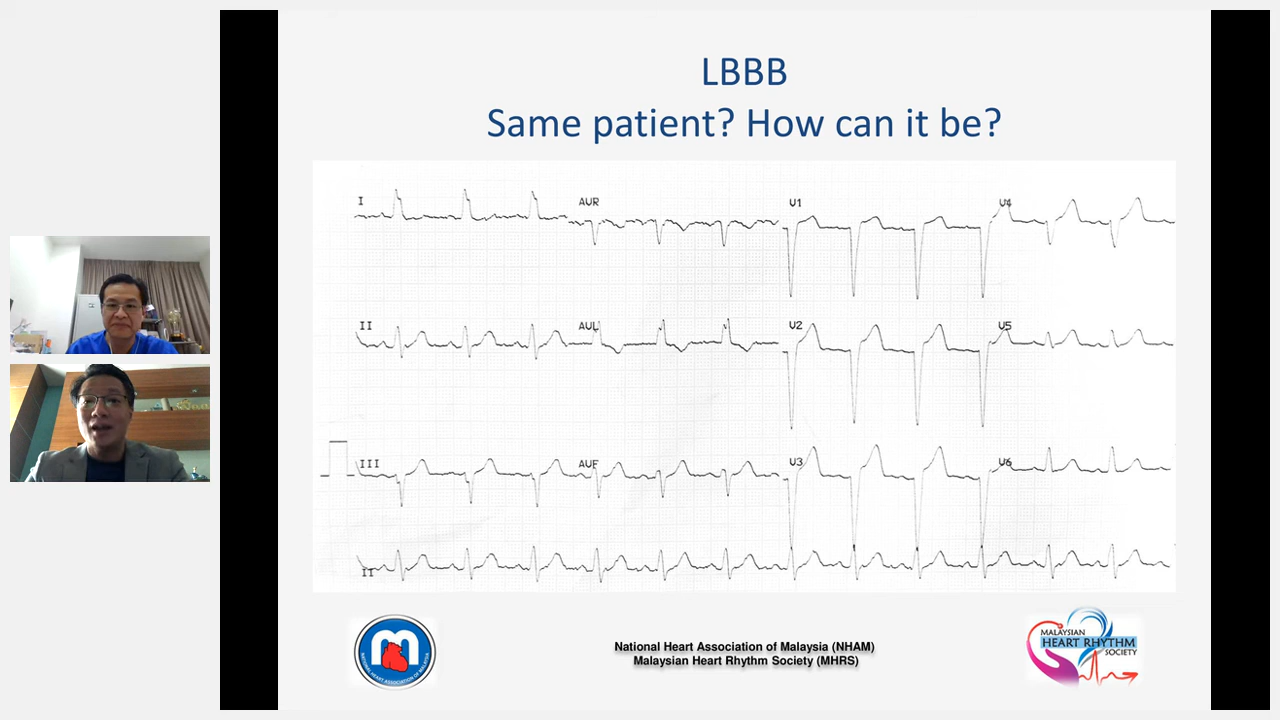 LBBB
Same patient? How can it be?
I
AVR
V1
V4
II
AVL
V2
V5
III
AVF
V3
V6
II
National Heart Association of Malaysia (NHAM)
Malaysian Heart Rhythm Society (MHRS)
MALAYSIAN
HEART RHYTHM
SOCIETY